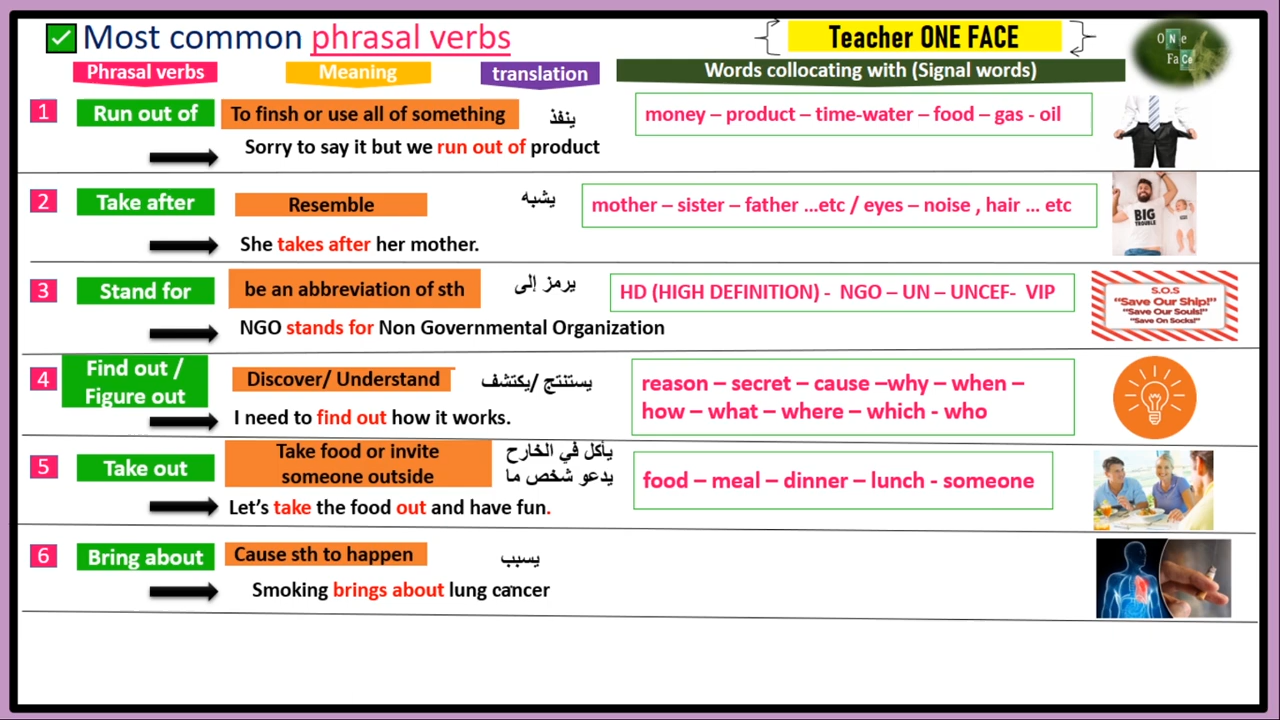 Most common phrasal verbs
Teacher ONE FACE
ONe
FaCe
Phrasal verbs
Meaning
translation
Words collocating with (Signal words)
1
Run out of
To finsh or use all of something
ينفذ
money – product – time-water – food – gas - oil
Sorry to say it but we run out of product
2
Take after
Resemble
يشبه
mother – sister – father ...etc / eyes – noise , hair ... etc
BIG
TROUBLE
She takes after her mother.
3
Stand for
be an abbreviation of sth
يرمز إلى
HD (HIGH DEFINITION) - NGO – UN – UNCEF- VIP
S.O.S
"Save Our Ship!"
"Save Our Souls!"
"Save On Socks!"
NGO stands for Non Governmental Organization
4
Find out /
Figure out
Discover/ Understand
يستنتج /يكتشف
reason – secret – cause –why – when –
how – what – where – which - who
I need to find out how it works.
5
Take out
Take food or invite
someone outside
يأكل في الخارح
يدعو شخص ما
food – meal – dinner – lunch - someone
Let's take the food out and have fun.
6
Bring about
Cause sth to happen
يسبب
Smoking brings about lung cancer